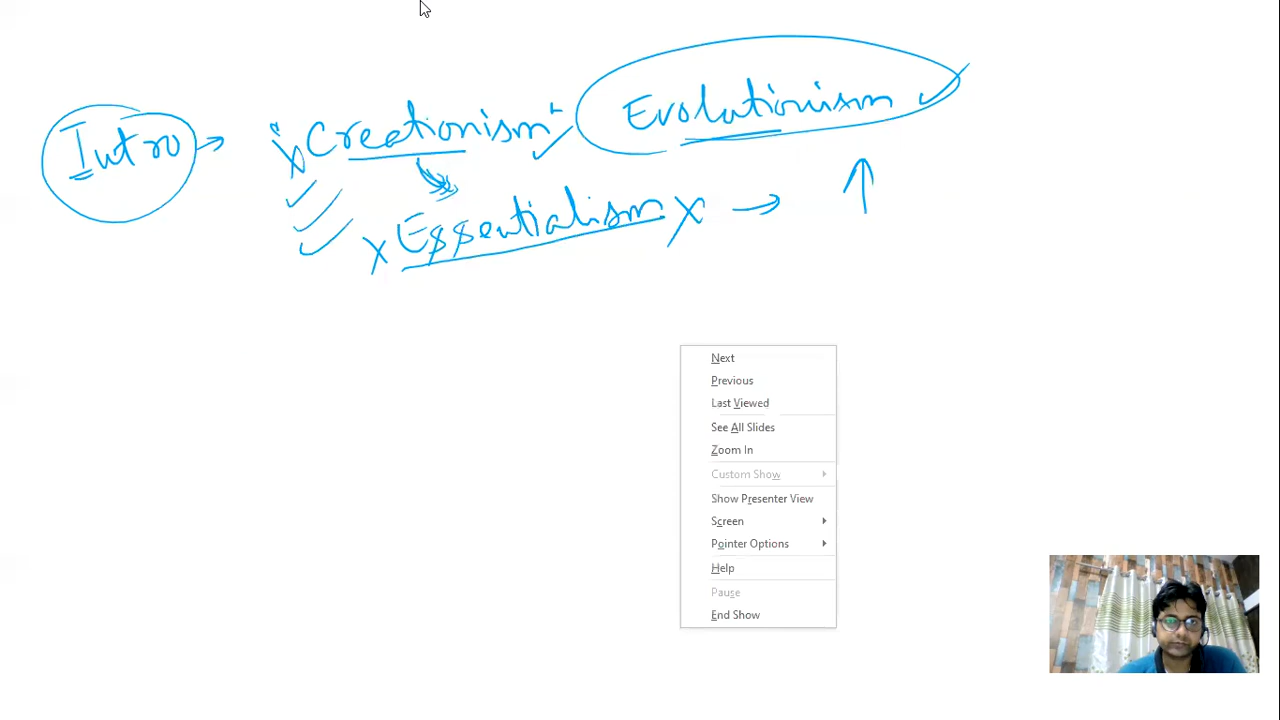 Intro → Creationism Evolutionism
Essentialism →
Next
Previous
Last Viewed
See All Slides
Zoom In
Custom Show
Show Presenter View
Screen
Pointer Options
Help
Pause
End Show